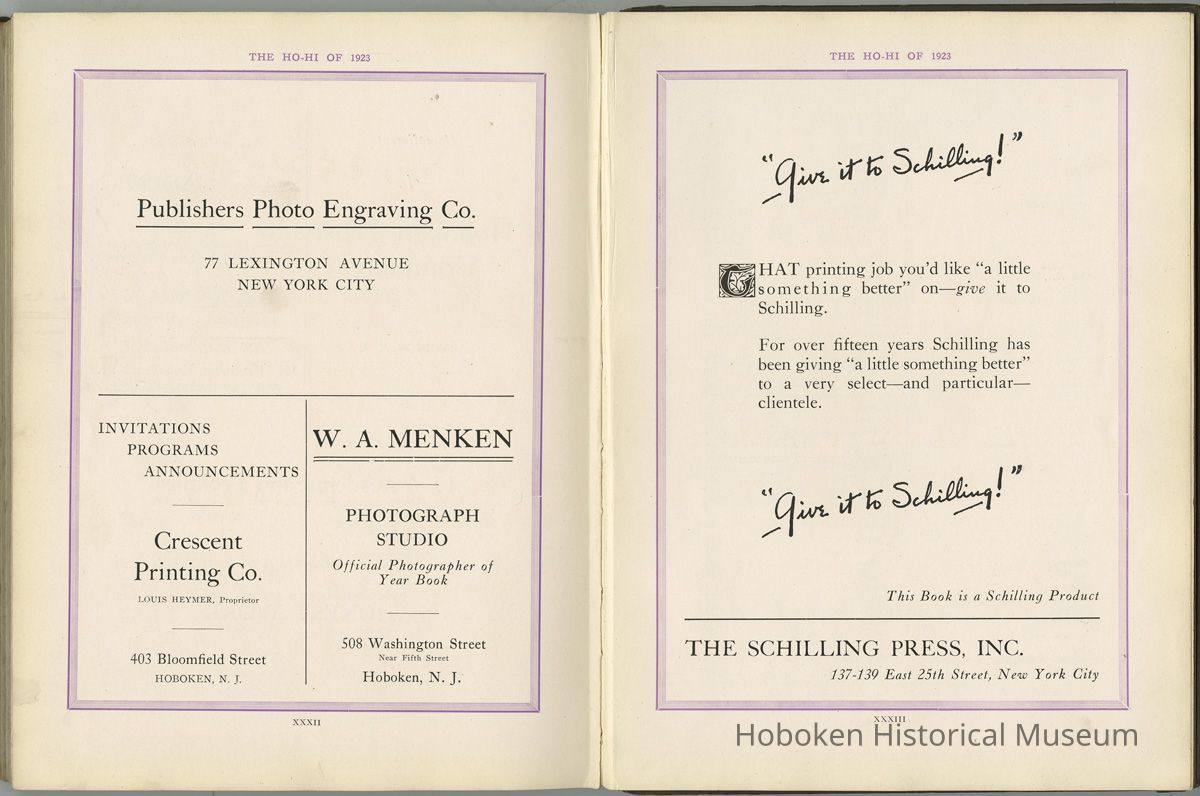 THE HO-HI OF 1923
Publishers Photo Engraving Co.
77 LEXINGTON AVENUE
NEW YORK CITY
INVITATIONS
PROGRAMS
ANNOUNCEMENTS
Crescent
Printing Co.
LOUIS HEYMER, Proprietor
403 Bloomfield Street
HOBOKEN, N. J.
W. A. MENKEN
PHOTOGRAPH
STUDIO
Official Photographer of
Year Book
508 Washington Street
Near Fifth Street
Hoboken, N. J.
XXXII
THE HO-HI OF 1923
"Give it to Schilling!"
THAT printing job you'd like "a little
something better" on—give it to
Schilling.
For over fifteen years Schilling has
been giving "a little something better"
to a very select—and particular—
clientele.
"Give it to Schilling!"
This Book is a Schilling Product
THE SCHILLING PRESS, INC.
137-139 East 25th Street, New York City
XXXIII
Hoboken Historical Museum